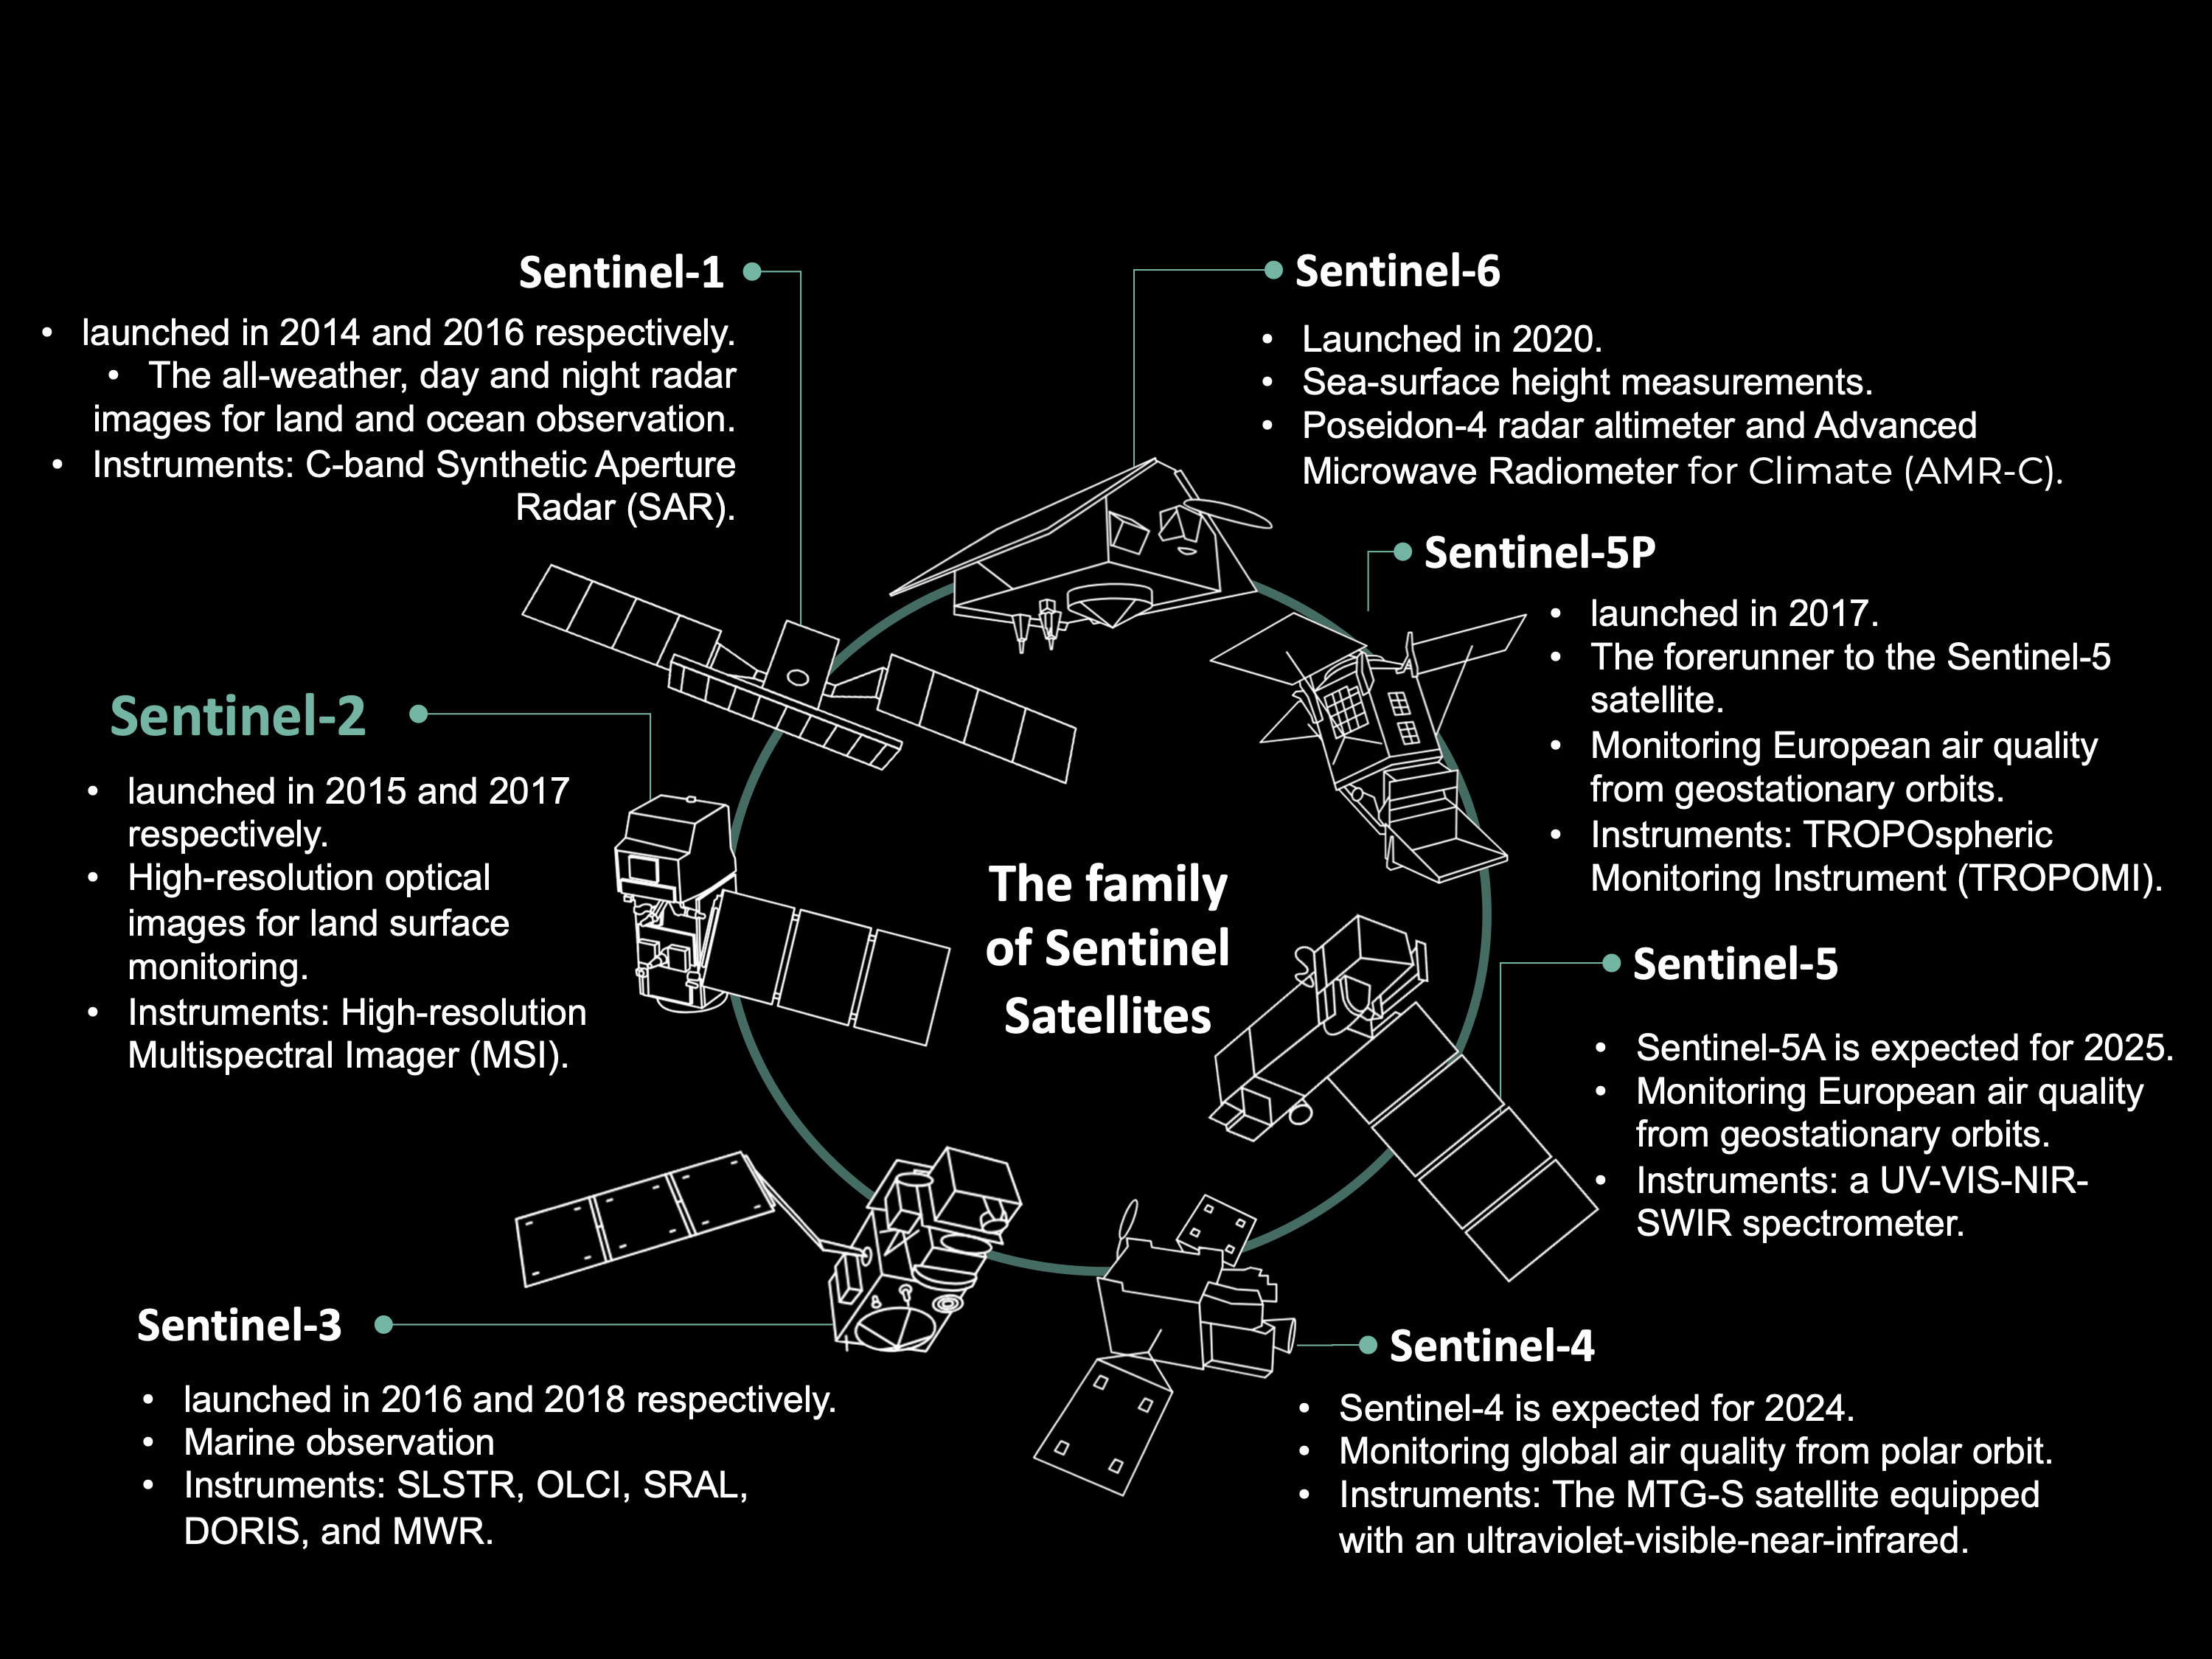 Sentinel-1
• launched in 2014 and 2016 respectively.
• The all-weather, day and night radar
images for land and ocean observation.
• Instruments: C-band Synthetic Aperture
Radar (SAR).
Sentinel-2
• launched in 2015 and 2017
respectively.
• High-resolution optical
images for land surface
monitoring.
• Instruments: High-resolution
Multispectral Imager (MSI).
Sentinel-3
• launched in 2016 and 2018 respectively.
• Marine observation
• Instruments: SLSTR, OLCI, SRAL,
DORIS, and MWR.
The family
of Sentinel
Satellites
Sentinel-6
• Launched in 2020.
• Sea-surface height measurements.
• Poseidon-4 radar altimeter and Advanced
Microwave Radiometer for Climate (AMR-C).
Sentinel-5P
• launched in 2017.
• The forerunner to the Sentinel-5
satellite.
• Monitoring European air quality
from geostationary orbits.
• Instruments: TROPOspheric
Monitoring Instrument (TROPOMI).
Sentinel-5
• Sentinel-5A is expected for 2025.
• Monitoring European air quality
from geostationary orbits.
• Instruments: a UV-VIS-NIR-
SWIR spectrometer.
Sentinel-4
• Sentinel-4 is expected for 2024.
• Monitoring global air quality from polar orbit.
• Instruments: The MTG-S satellite equipped
with an ultraviolet-visible-near-infrared.